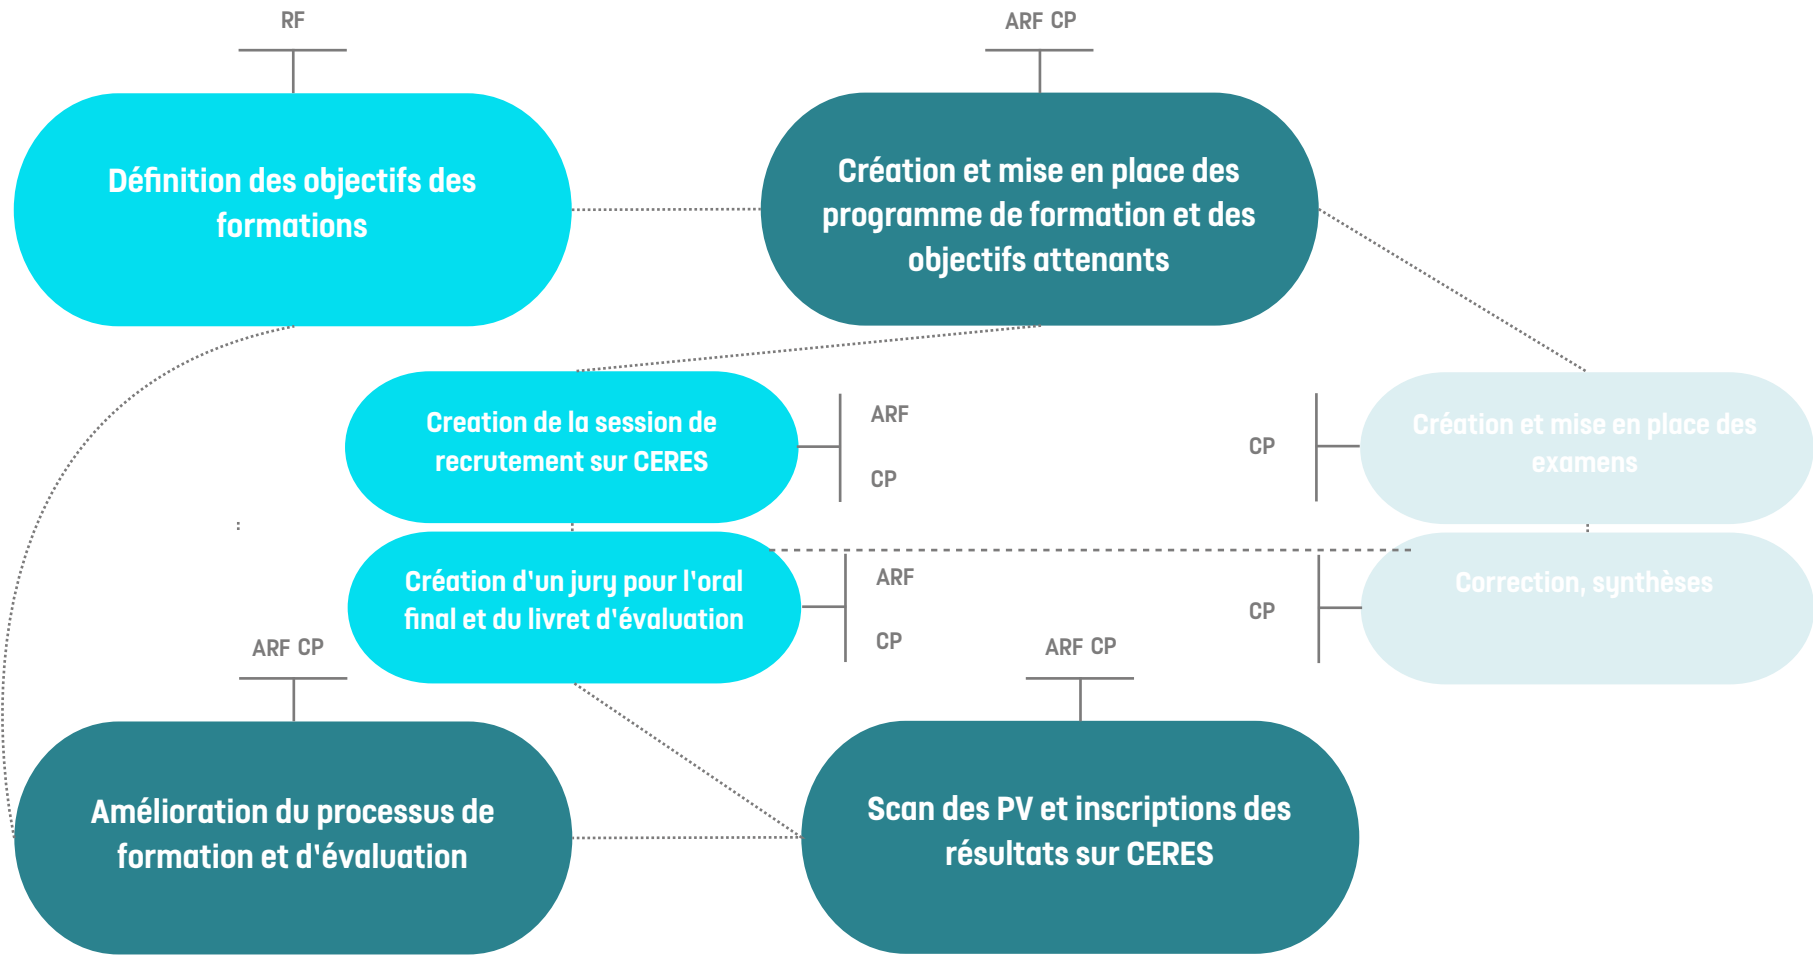 RF
ARF CP
Définition des objectifs des
formations
Création et mise en place des
programme de formation et des
objectifs attenants
Creation de la session de
recrutement sur CERES
ARF
CP
CP
Création et mise en place des
examens
Création d'un jury pour l'oral
final et du livret d'évaluation
ARF
CP
CP
Correction, synthèses
ARF CP
ARF CP
Amélioration du processus de
formation et d'évaluation
Scan des PV et inscriptions des
résultats sur CERES